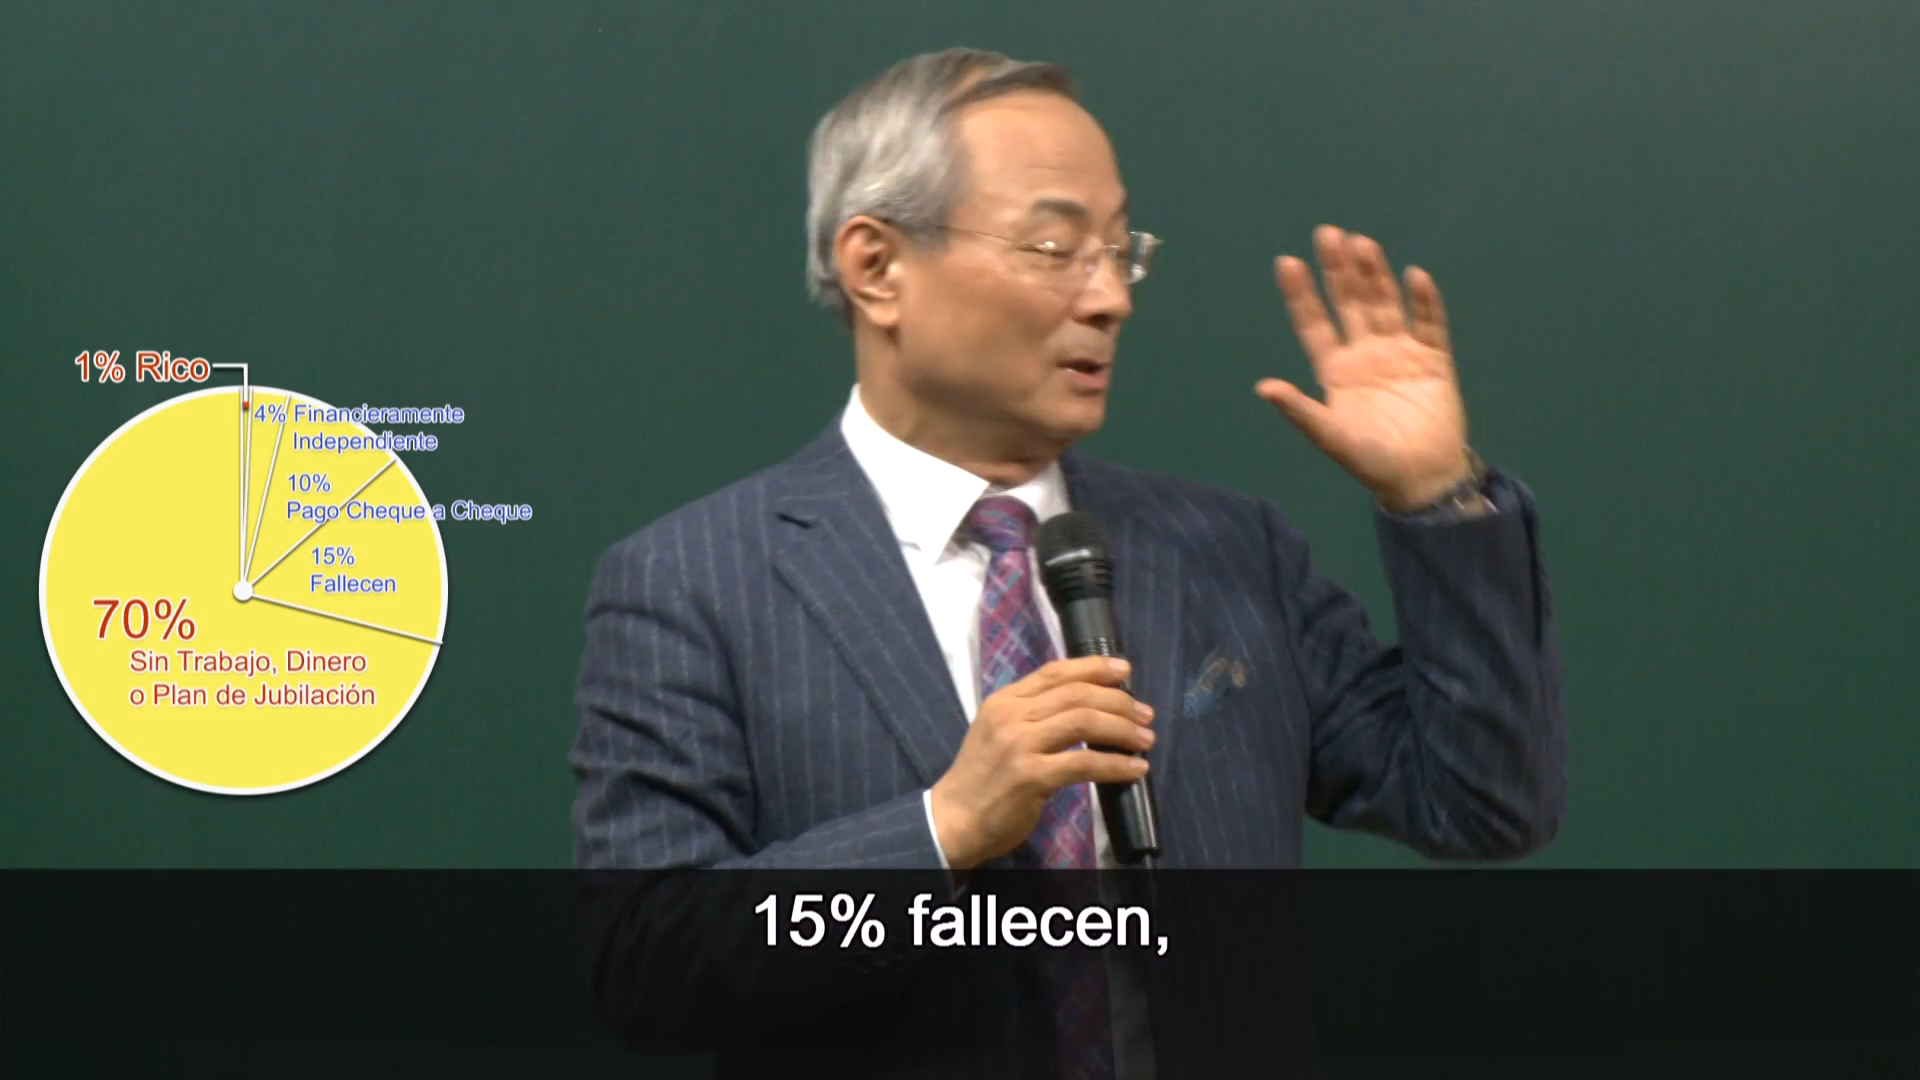 1% Rico
4% Financieramente
Independiente
10%
Pago Cheque a Cheque
15%
Fallecen
70%
Sin Trabajo, Dinero
o Plan de Jubilación
15% fallecen,